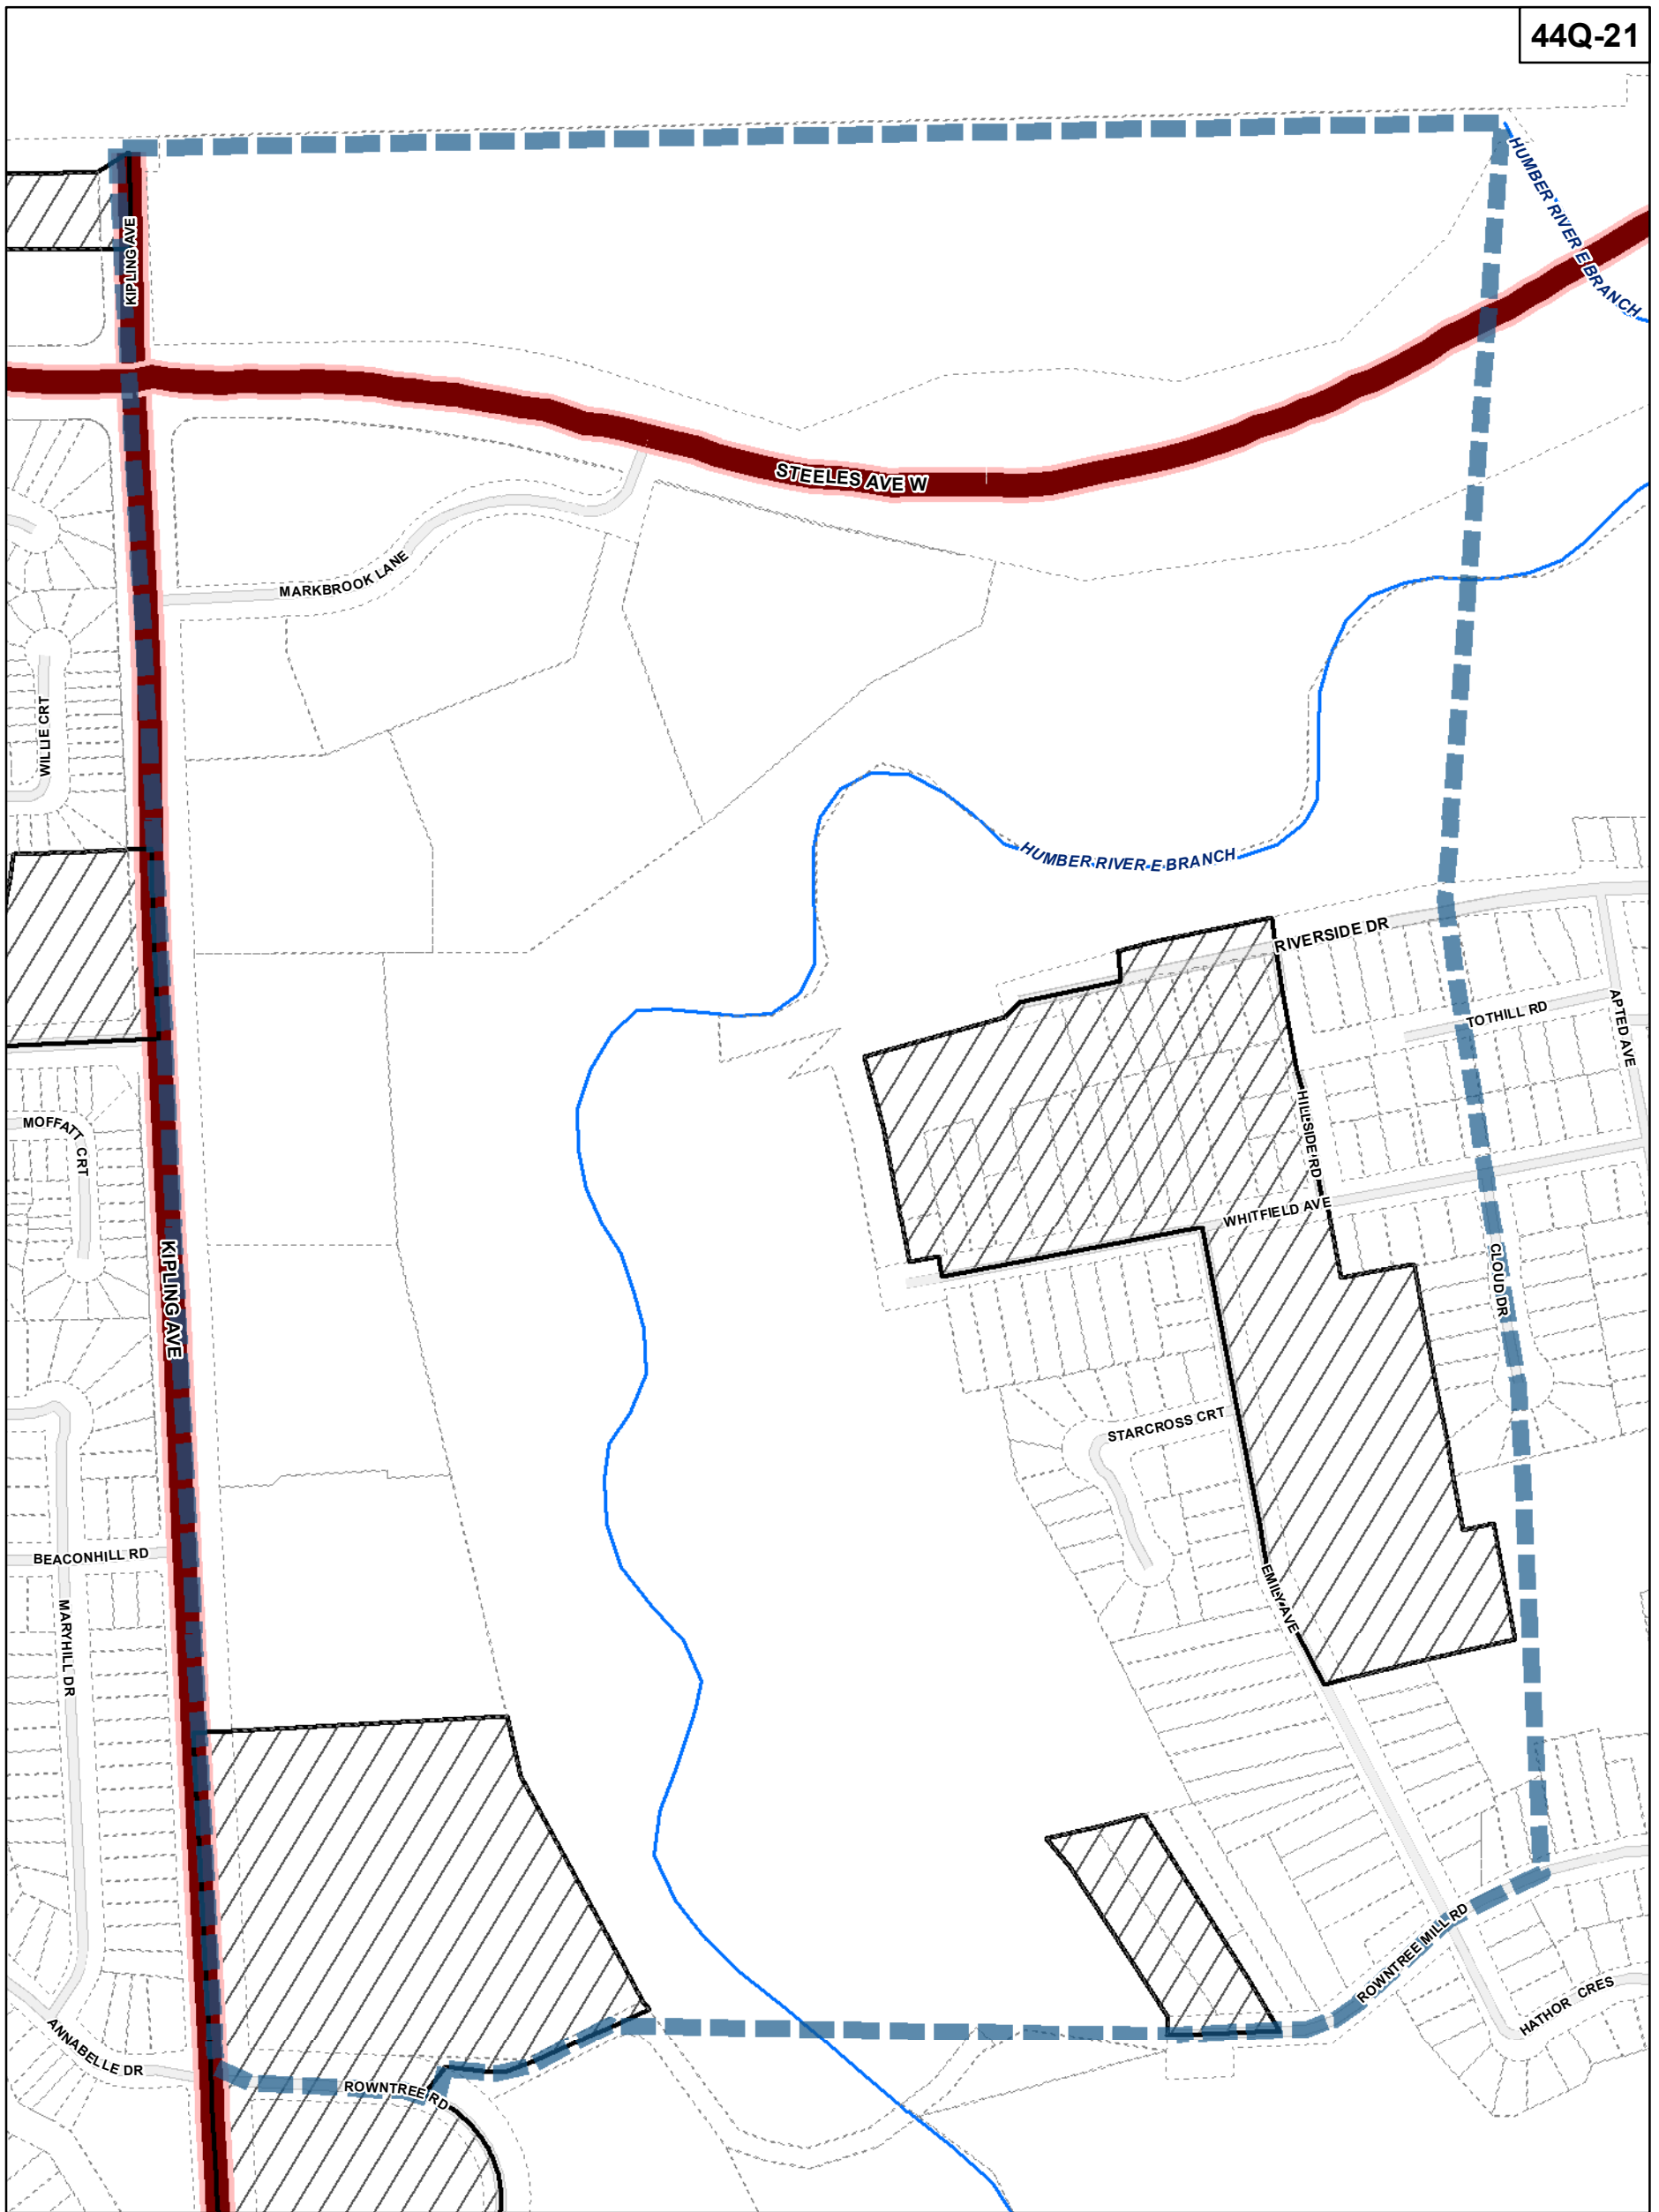 44Q-21
HUMBER RIVER E BRANCH
KIPLING AVE
STEELES AVE W
MARKBROOK LANE
WILLIE CRT
HUMBER RIVER E BRANCH
RIVERSIDE DR
TOTHILL RD
APTED AVE
MOFFATT CRT
HILLSIDE RD
WHITFIELD AVE
KIPLING AVE
CLOUD DR
STARCROSS CRT
BEACONHILL RD
EMILY AVE
MARYHILL DR
ROWNTREE MILL RD
HATHOR CRES
ANNABELLE DR
ROWNTREE RD